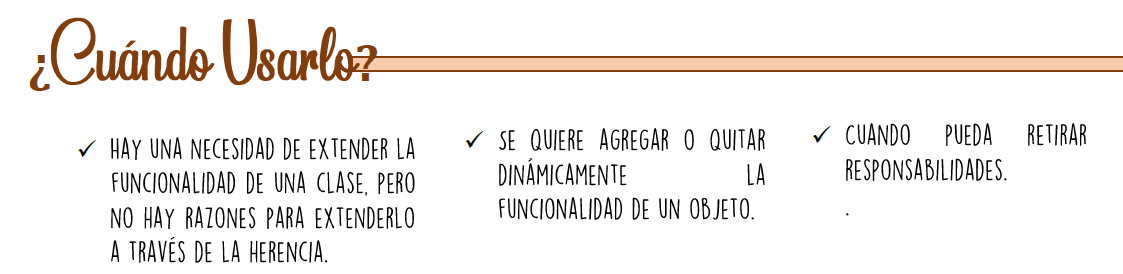 ¿Cuándo Usarlo?
✓ HAY UNA NECESIDAD DE EXTENDER LA
FUNCIONALIDAD DE UNA CLASE, PERO
NO HAY RAZONES PARA EXTENDERLO
A TRAVÉS DE LA HERENCIA.
✓ SE QUIERE AGREGAR O QUITAR
DINÁMICAMENTE LA
FUNCIONALIDAD DE UN OBJETO.
✓ CUANDO PUEDA RETIRAR
RESPONSABILIDADES.
.